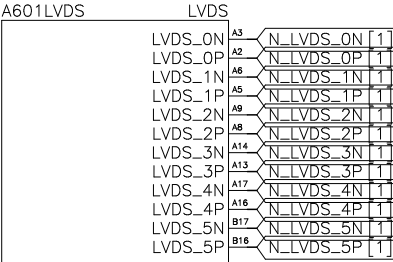 A601LVDS LVDS
LVDS_0N A3 N_LVDS_0N [1]
LVDS_0P A2 N_LVDS_0P [1]
LVDS_1N A6 N_LVDS_1N [1]
LVDS_1P A5 N_LVDS_1P [1]
LVDS_2N A9 N_LVDS_2N [1]
LVDS_2P A8 N_LVDS_2P [1]
LVDS_3N A14 N_LVDS_3N [1]
LVDS_3P A13 N_LVDS_3P [1]
LVDS_4N A17 N_LVDS_4N [1]
LVDS_4P A16 N_LVDS_4P [1]
LVDS_5N B17 N_LVDS_5N [1]
LVDS_5P B16 N_LVDS_5P [1]